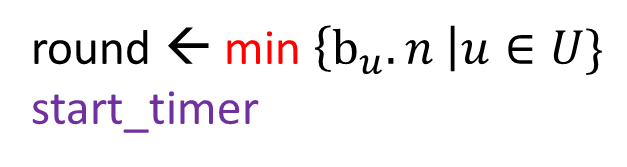 round ← min {b_u. n |u ∈ U}
start_timer